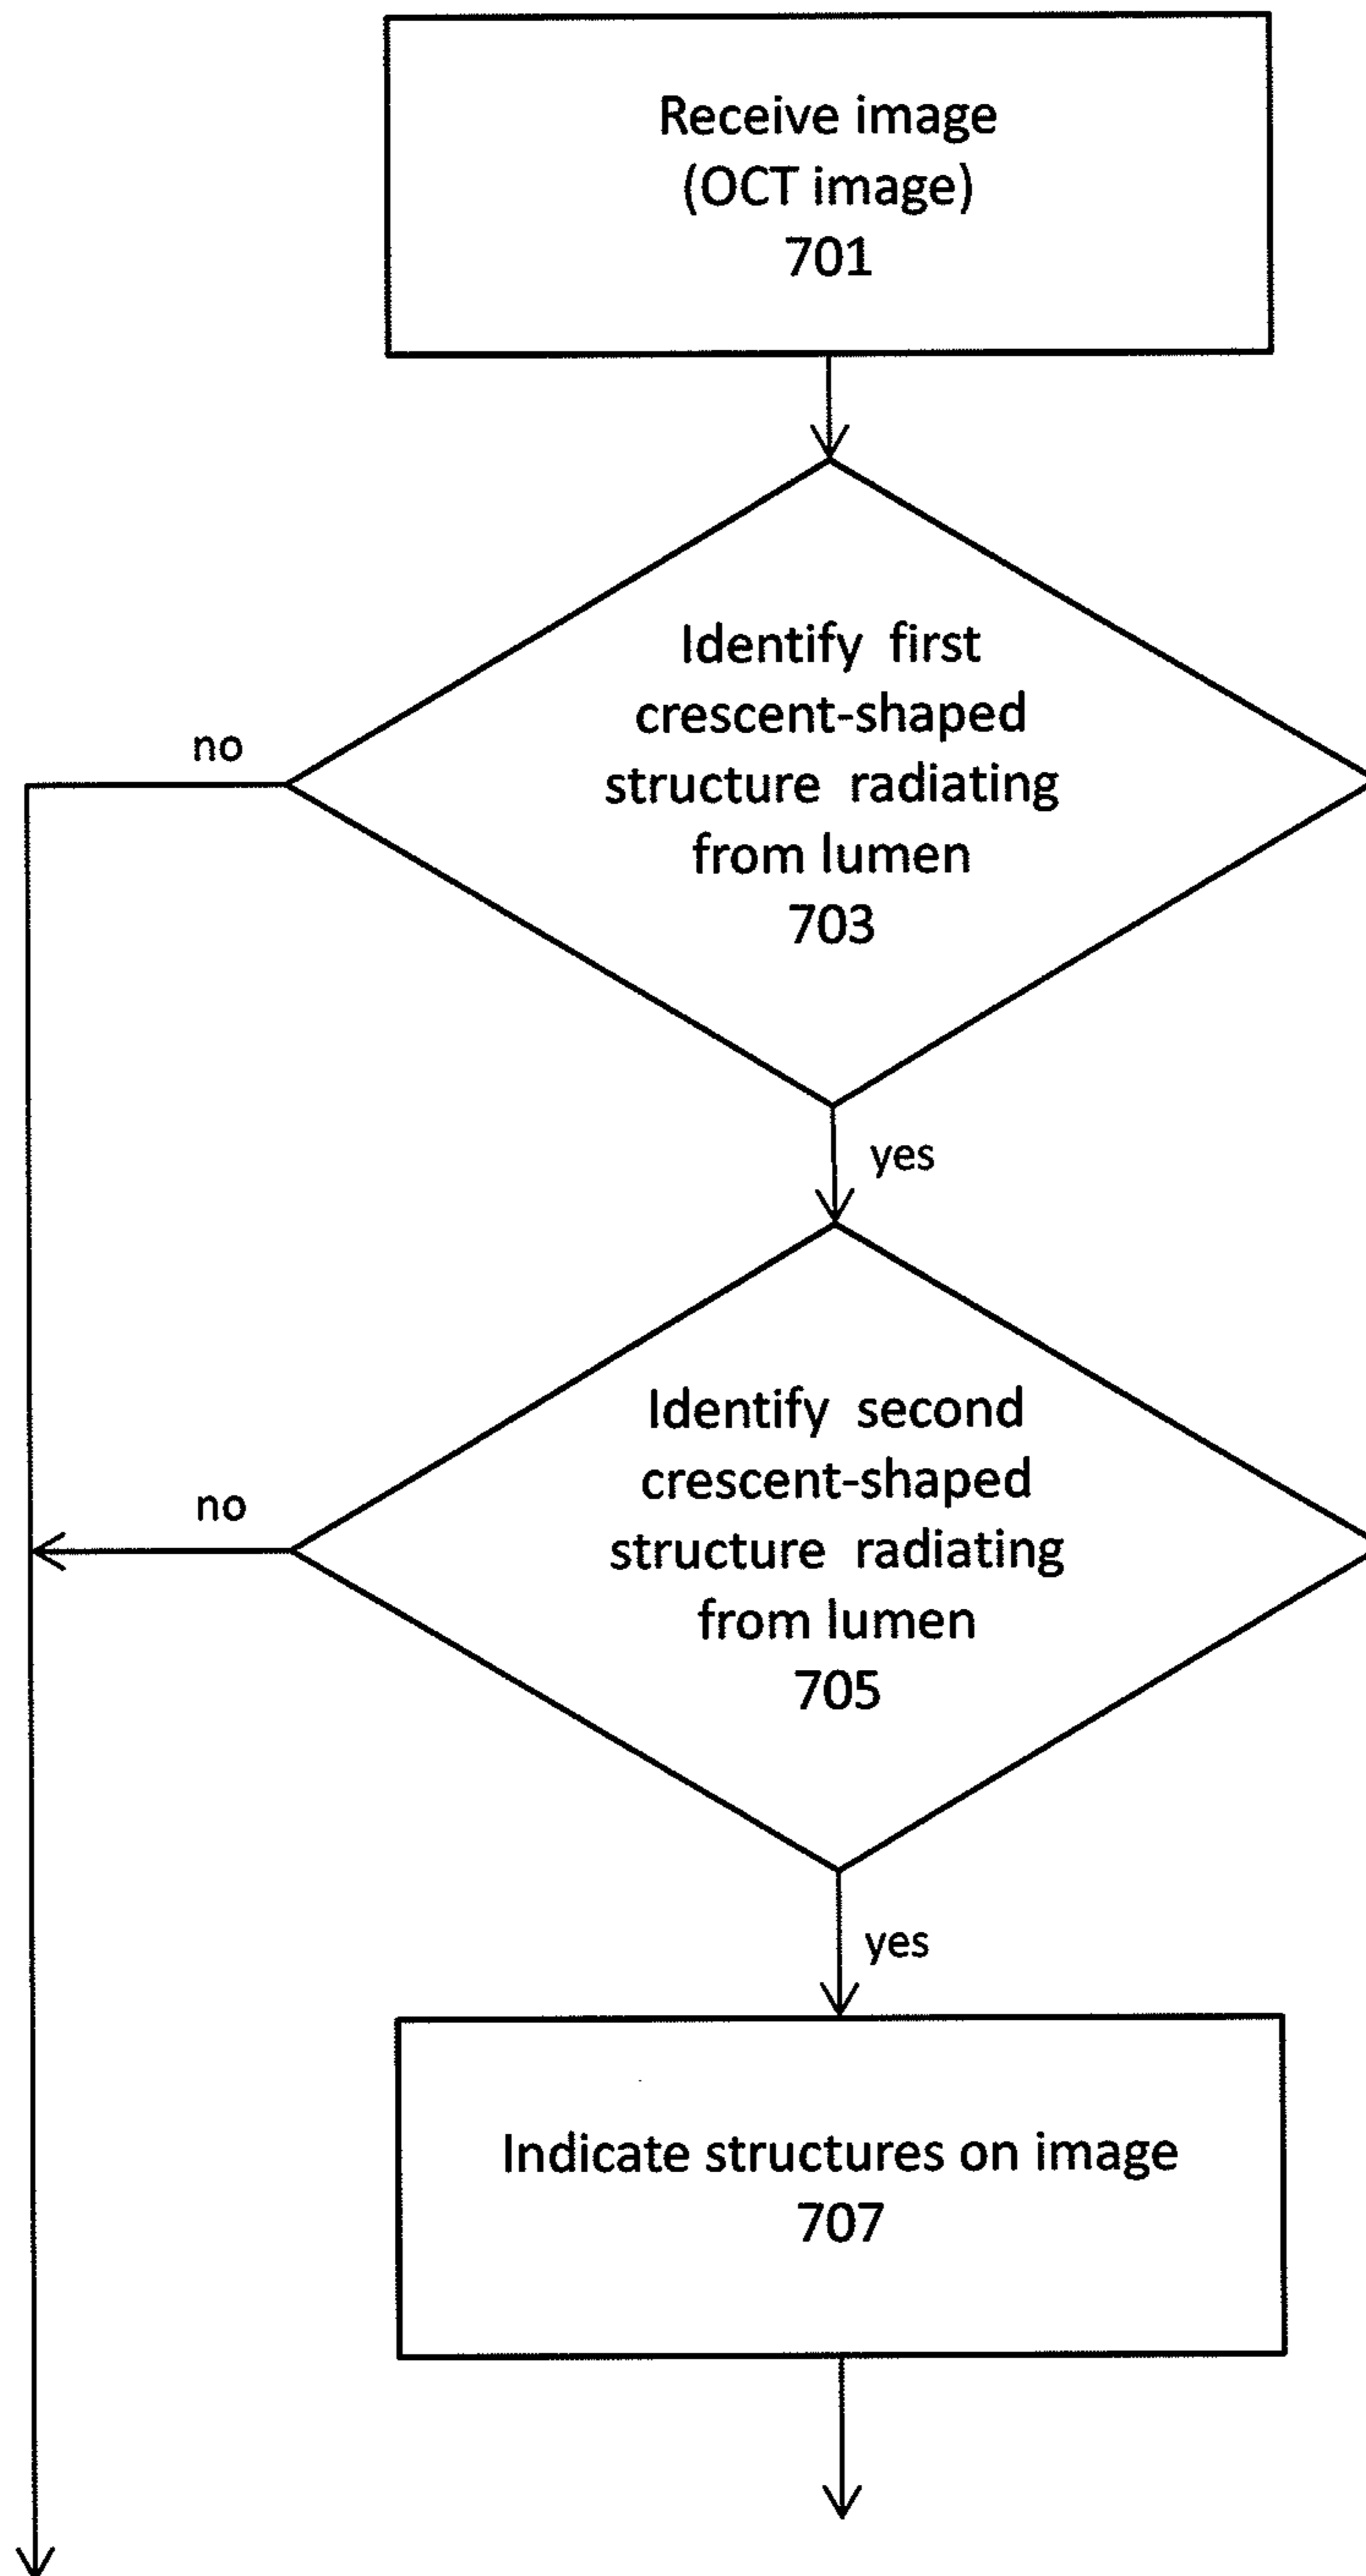 Receive image
(OCT image)
701
Identify first
crescent-shaped
structure radiating
from lumen
703
no
yes
Identify second
crescent-shaped
structure radiating
from lumen
705
no
yes
Indicate structures on image
707